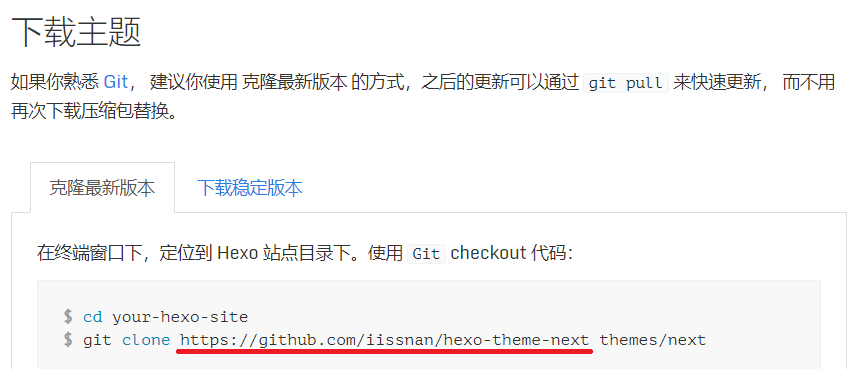 下载主题
如果你熟悉 Git， 建议你使用 克隆最新版本 的方式，之后的更新可以通过 git pull 来快速更新， 而不用
再次下载压缩包替换。
克隆最新版本 下载稳定版本
在终端窗口下，定位到 Hexo 站点目录下。使用 Git checkout 代码：
$ cd your-hexo-site
$ git clone https://github.com/iissnan/hexo-theme-next themes/next